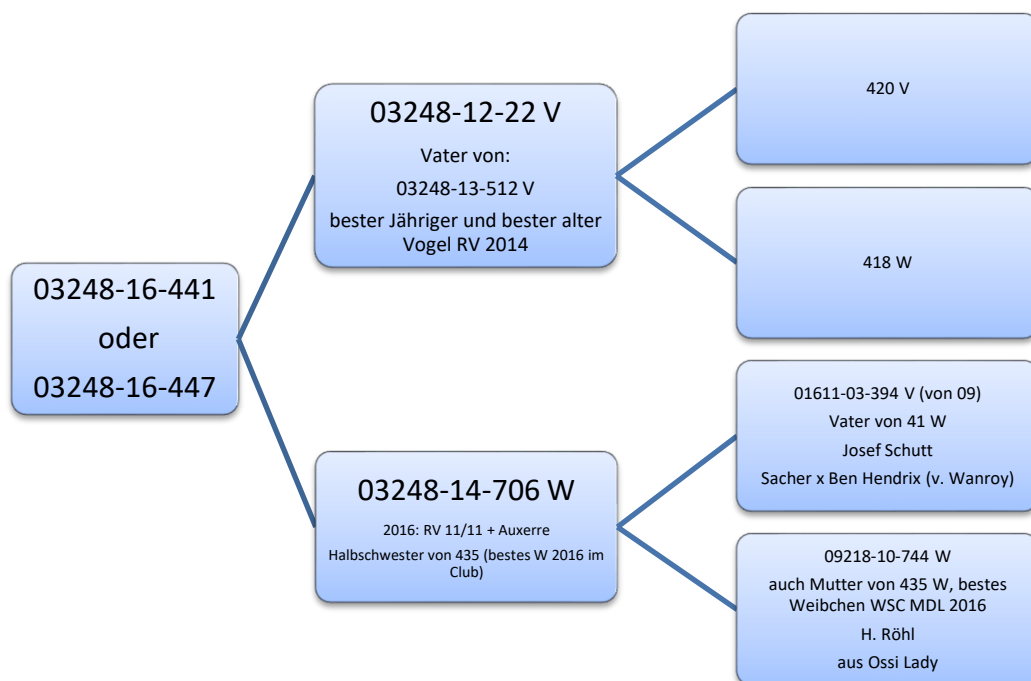 03248-16-441
oder
03248-16-447
03248-12-22 V
Vater von:
03248-13-512 V
bester Jähriger und bester alter
Vogel RV 2014
03248-14-706 W
2016: RV 11/11 + Auxerre
Halbschwester von 435 (bestes W 2016 im
Club)
420 V
418 W
01611-03-394 V (von 09)
Vater von 41 W
Josef Schutt
Sacher x Ben Hendrix (v. Wanroy)
09218-10-744 W
auch Mutter von 435 W, bestes
Weibchen WSC MDL 2016
H. Röhl
aus Ossi Lady